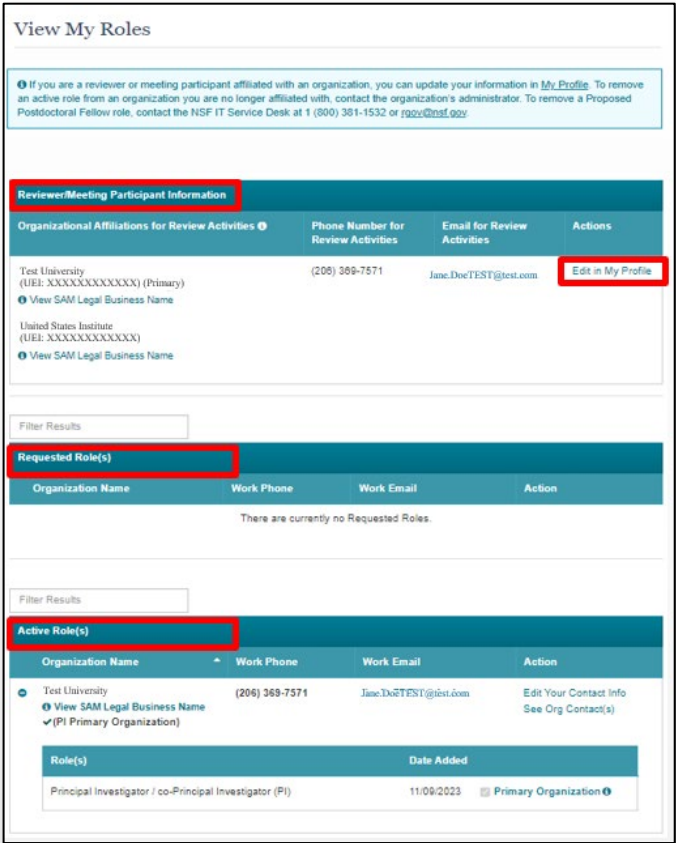 View My Roles
If you are a reviewer or meeting participant affiliated with an organization, you can update your information in My Profile. To remove
an active role from an organization you are no longer affiliated with, contact the organization's administrator. To remove a Proposed
Postdoctoral Fellow role, contact the NSF IT Service Desk at 1 (800) 381-1532 or rgov@nsf.gov.
Reviewer/Meeting Participant Information
Organizational Affiliations for Review Activities
Phone Number for
Review Activities
Email for Review
Activities
Actions
Test University
(UEI: XXXXXXXXXXXX) (Primary)
View SAM Legal Business Name
(206) 369-7571
Jane.DoeTEST@test.com
Edit in My Profile
United States Institute
(UEI: XXXXXXXXXXXX)
View SAM Legal Business Name
Filter Results
Requested Role(s)
Organization Name Work Phone Work Email Action
There are currently no Requested Roles.
Filter Results
Active Role(s)
Organization Name Work Phone Work Email Action
Test University
View SAM Legal Business Name
✔(PI Primary Organization)
(206) 369-7571
Jane.DoeTEST@test.com
Edit Your Contact Info
See Org Contact(s)
Role(s) Date Added
Principal Investigator / co-Principal Investigator (PI) 11/09/2023 Primary Organization